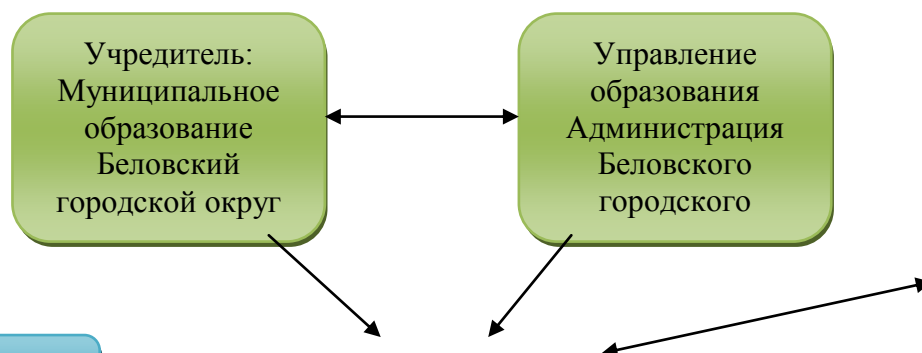 Учредитель:
Муниципальное
образование
Беловский
городской округ
Управление
образования
Администрация
Беловского
городского